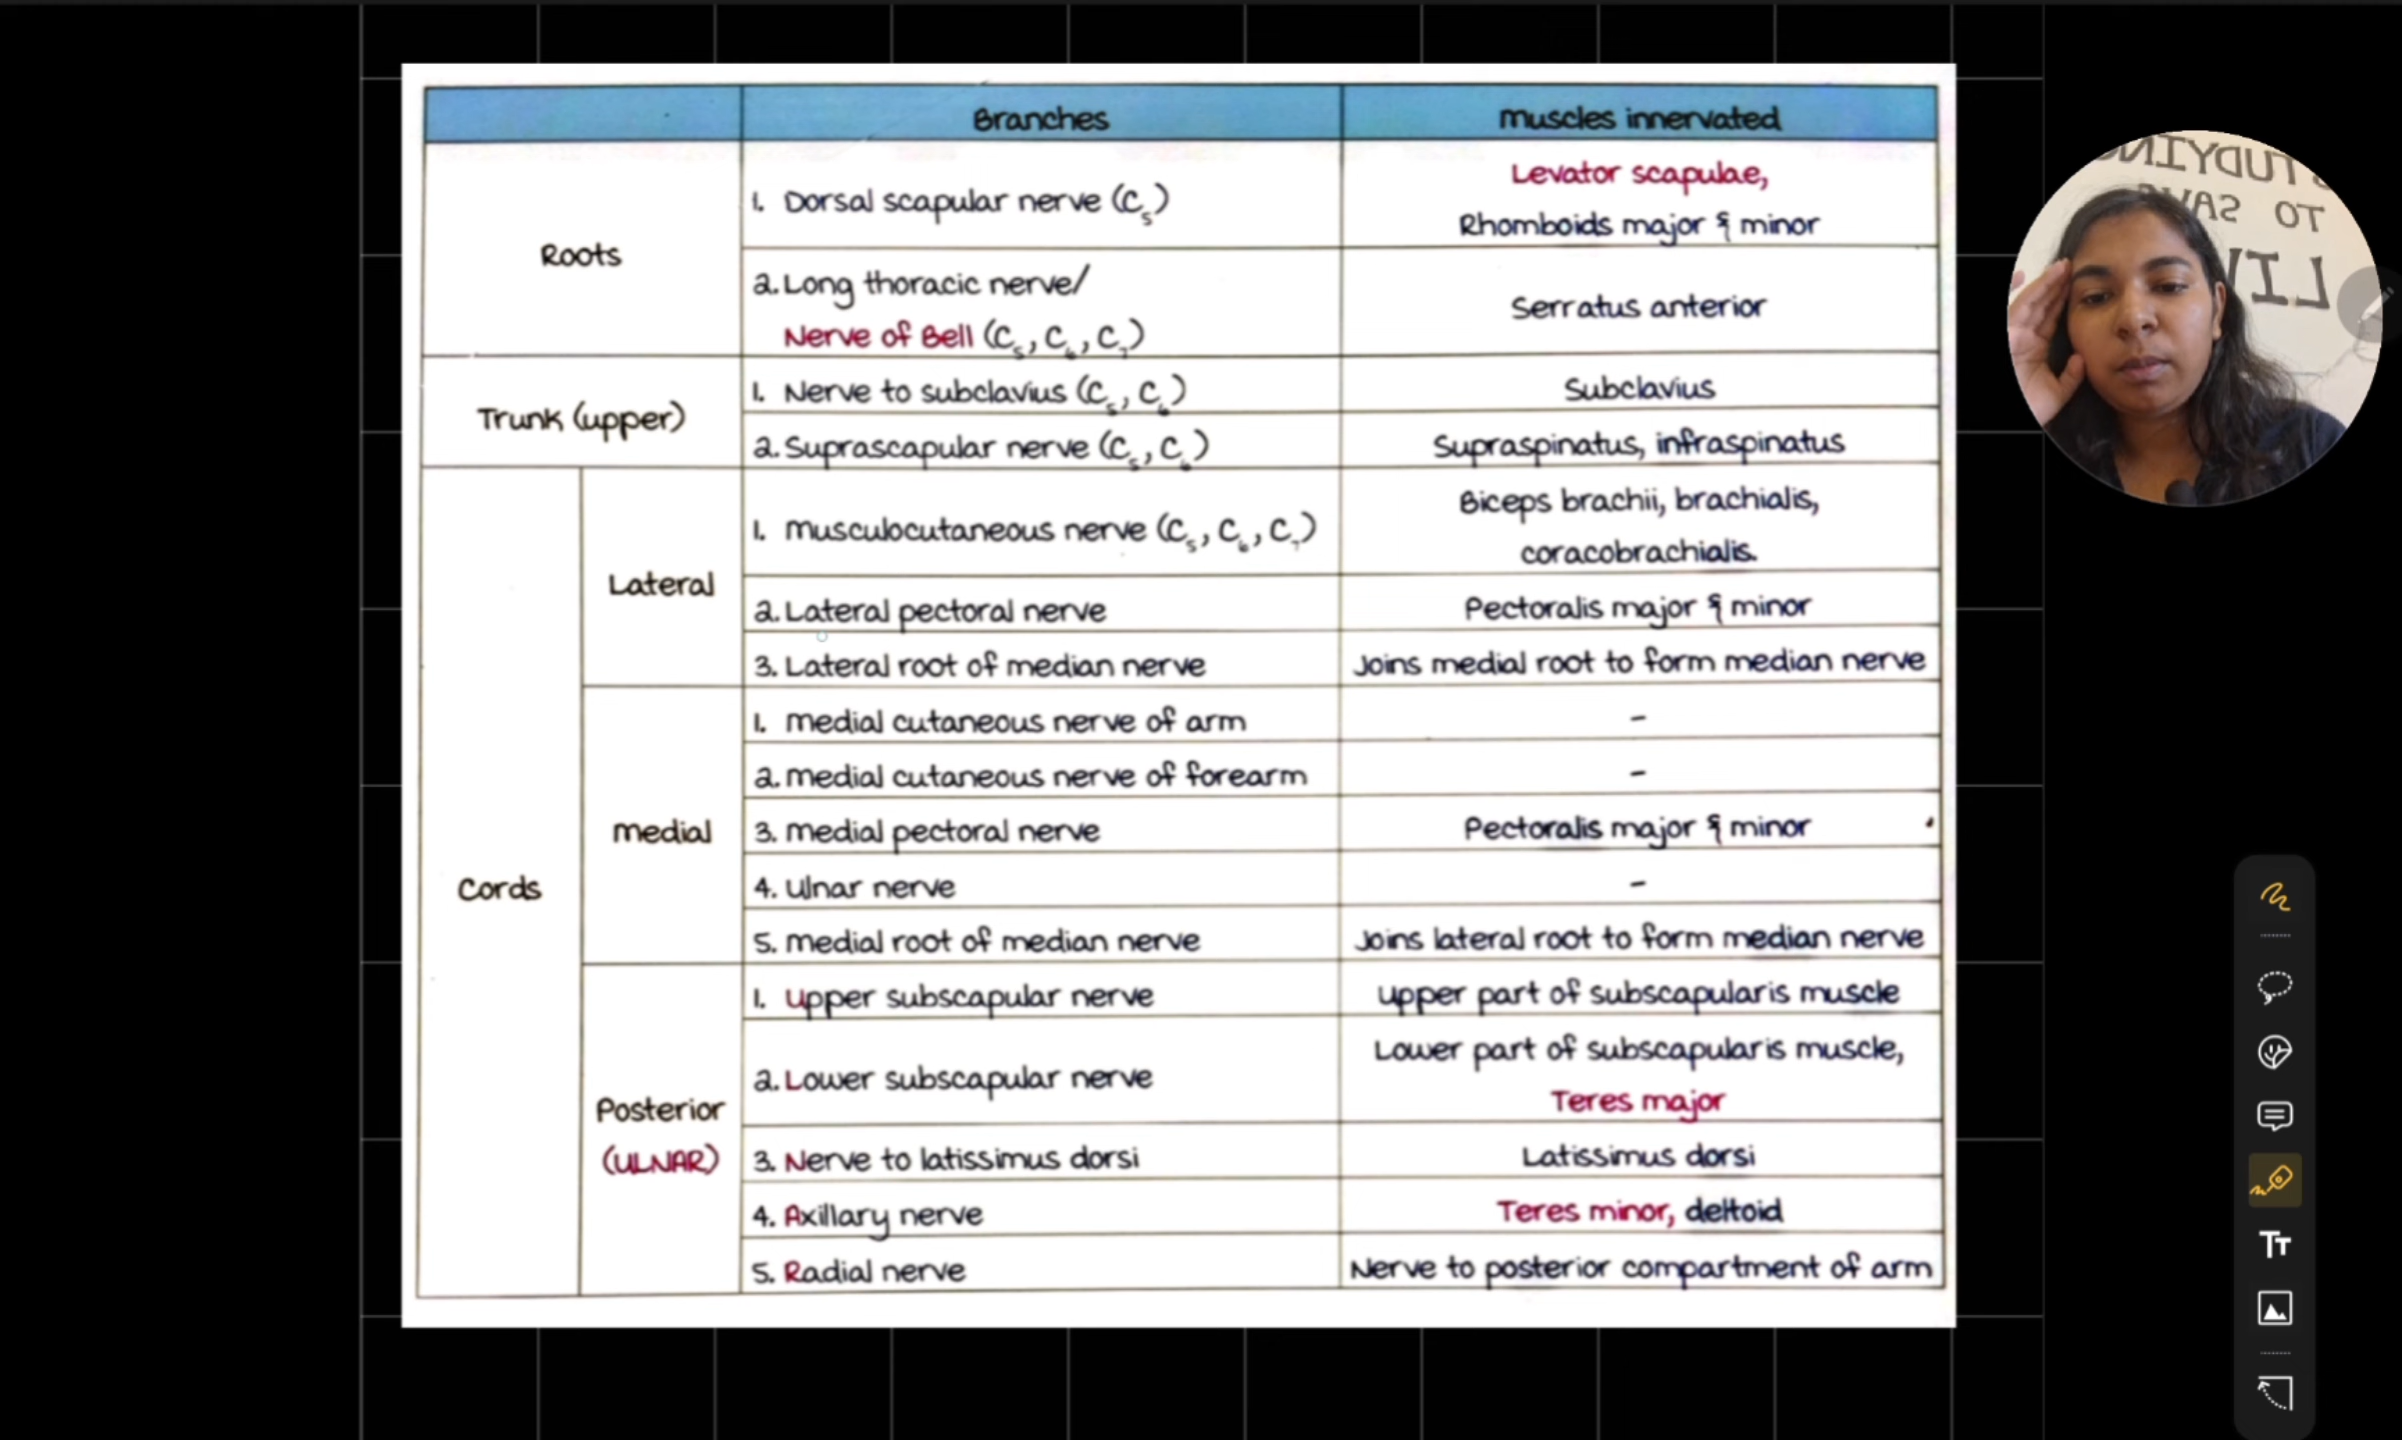 Branches
Muscles innervated
Roots
1. Dorsal scapular nerve (C5)
Levator scapulae,
Rhomboids major & minor
2. Long thoracic nerve/
Nerve of Bell (C5, C6, C7)
Serratus anterior
Trunk (upper)
1. Nerve to subclavius (C5, C6)
Subclavius
2. Suprascapular nerve (C5, C6)
Supraspinatus, infraspinatus
Cords
Lateral
1. Musculocutaneous nerve (C5, C6, C7)
Biceps brachii, brachialis,
coracobrachialis.
2. Lateral pectoral nerve
Pectoralis major & minor
3. Lateral root of median nerve
Joins medial root to form median nerve
Medial
1. Medial cutaneous nerve of arm
-
2. Medial cutaneous nerve of forearm
-
3. Medial pectoral nerve
Pectoralis major & minor
4. Ulnar nerve
-
5. Medial root of median nerve
Joins lateral root to form median nerve
Posterior
(ULNAR)
1. Upper subscapular nerve
Upper part of subscapularis muscle
2. Lower subscapular nerve
Lower part of subscapularis muscle,
Teres major
3. Nerve to latissimus dorsi
Latissimus dorsi
4. Axillary nerve
Teres minor, deltoid
5. Radial nerve
Nerve to posterior compartment of arm
TO
TT